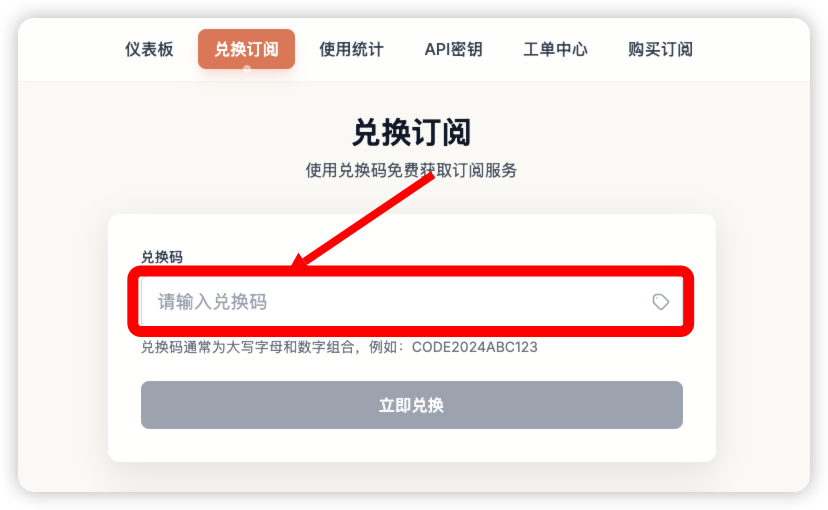 仪表板 兑换订阅 使用统计 API密钥 工单中心 购买订阅
兑换订阅
使用兑换码免费获取订阅服务
兑换码
请输入兑换码
兑换码通常为大写字母和数字组合，例如：CODE2024ABC123
立即兑换